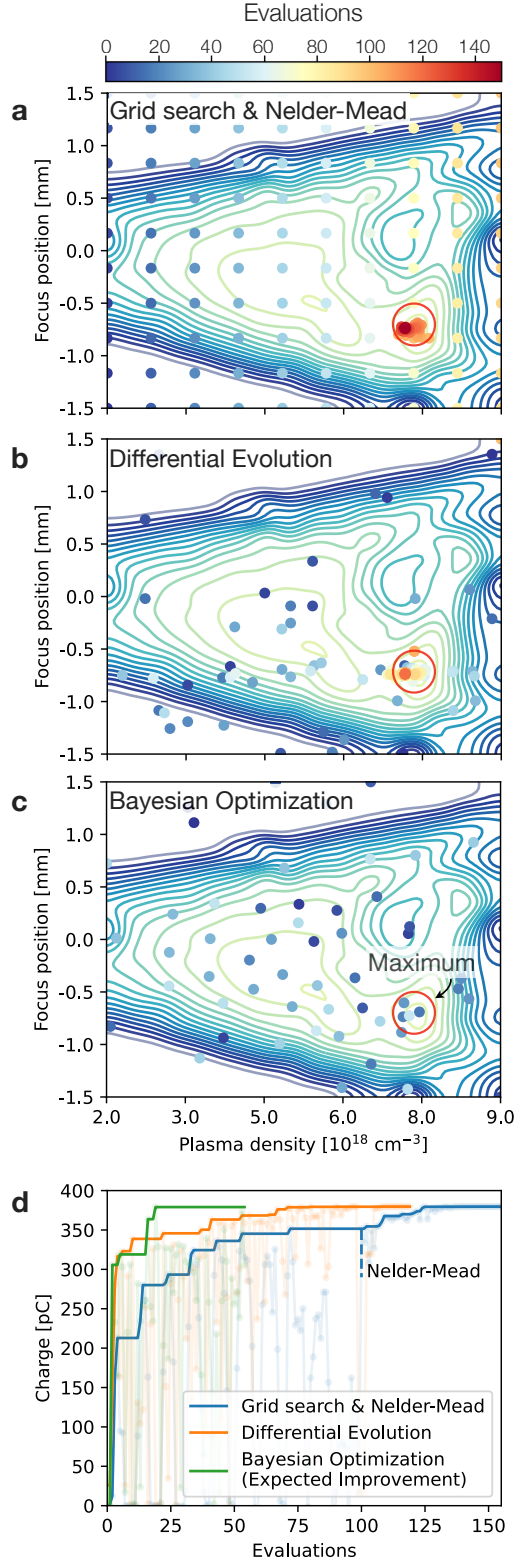 Evaluations
0 20 40 60 80 100 120 140
a
Grid search & Nelder-Mead
1.5
1.0
0.5
0.0
-0.5
-1.0
-1.5
Focus position [mm]
b
Differential Evolution
1.5
1.0
0.5
0.0
-0.5
-1.0
-1.5
Focus position [mm]
c
Bayesian Optimization
Maximum
1.5
1.0
0.5
0.0
-0.5
-1.0
-1.5
Focus position [mm]
2.0 3.0 5.0 6.0 8.0 9.0
Plasma density [10¹⁸ cm⁻³]
d
400
350
300
250
200
150
100
50
0
Charge [pC]
Nelder-Mead
Grid search & Nelder-Mead
Differential Evolution
Bayesian Optimization
(Expected Improvement)
0 25 50 75 100 125 150
Evaluations